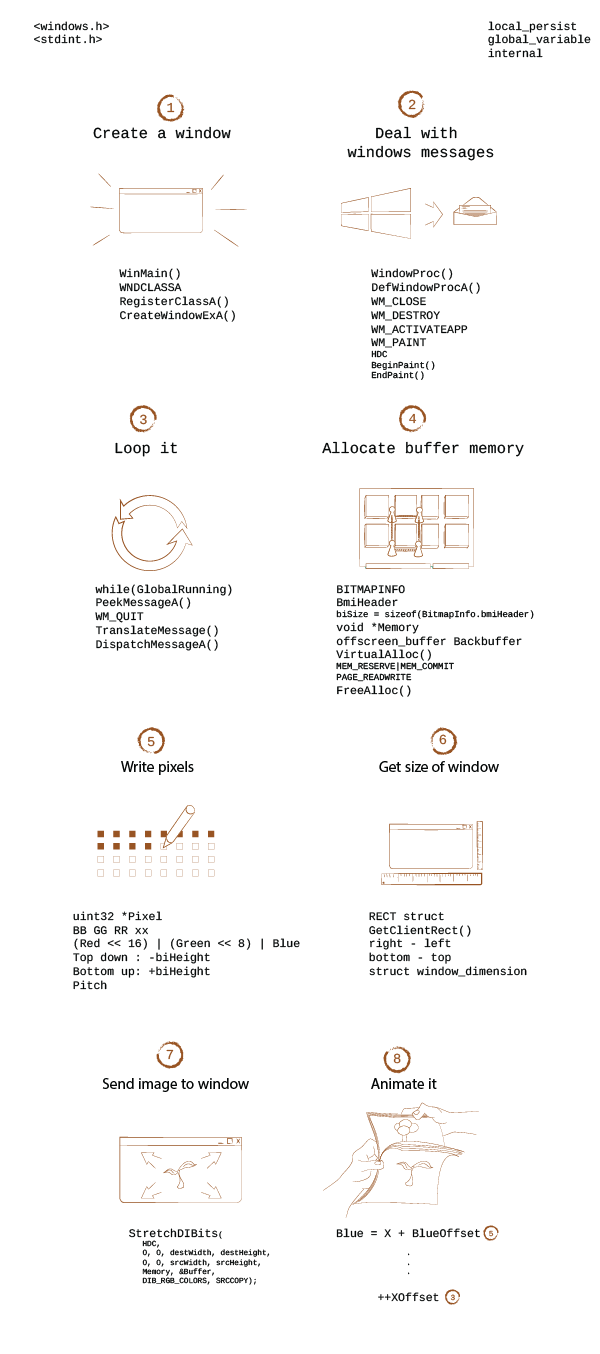 <windows.h>
<stdint.h>
local_persist
global_variable
internal
1
Create a window
WinMain()
WNDCLASSA
RegisterClassA()
CreateWindowExA()
2
Deal with
windows messages
WindowProc()
DefWindowProcA()
WM_CLOSE
WM_DESTROY
WM_ACTIVATEAPP
WM_PAINT
HDC
BeginPaint()
EndPaint()
3
Loop it
while(GlobalRunning)
PeekMessageA()
WM_QUIT
TranslateMessage()
DispatchMessageA()
4
Allocate buffer memory
BITMAPINFO
BmiHeader
biSize = sizeof(BitmapInfo.bmiHeader)
void *Memory
offscreen_buffer Backbuffer
VirtualAlloc()
MEM_RESERVE|MEM_COMMIT
PAGE_READWRITE
FreeAlloc()
5
Write pixels
uint32 *Pixel
BB GG RR xx
(Red << 16) | (Green << 8) | Blue
Top down : -biHeight
Bottom up: +biHeight
Pitch
6
Get size of window
RECT struct
GetClientRect()
right - left
bottom - top
struct window_dimension
7
Send image to window
StretchDIBits(
HDC,
O, O, destWidth, destHeight,
O, O, srcWidth, srcHeight,
Memory, &Buffer,
DIB_RGB_COLORS, SRCCOPY);
8
Animate it
Blue = X + BlueOffset 5
.
.
.
++XOffset 3